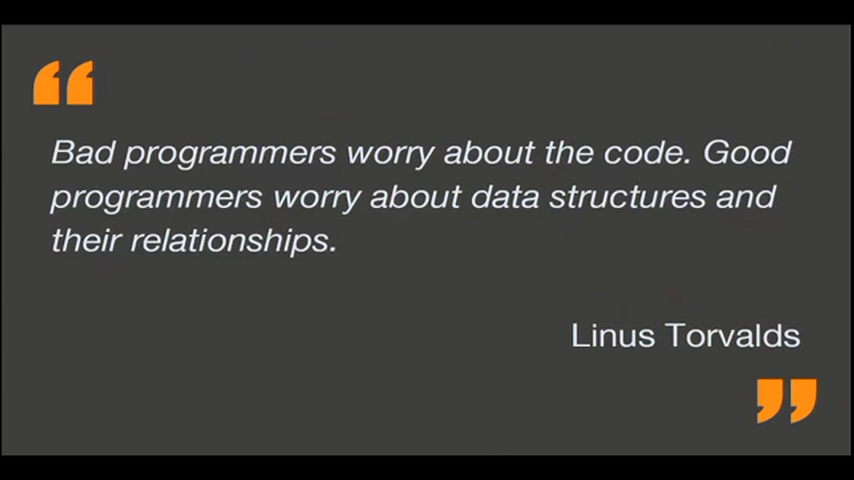 “
Bad programmers worry about the code. Good
programmers worry about data structures and
their relationships.
Linus Torvalds
”